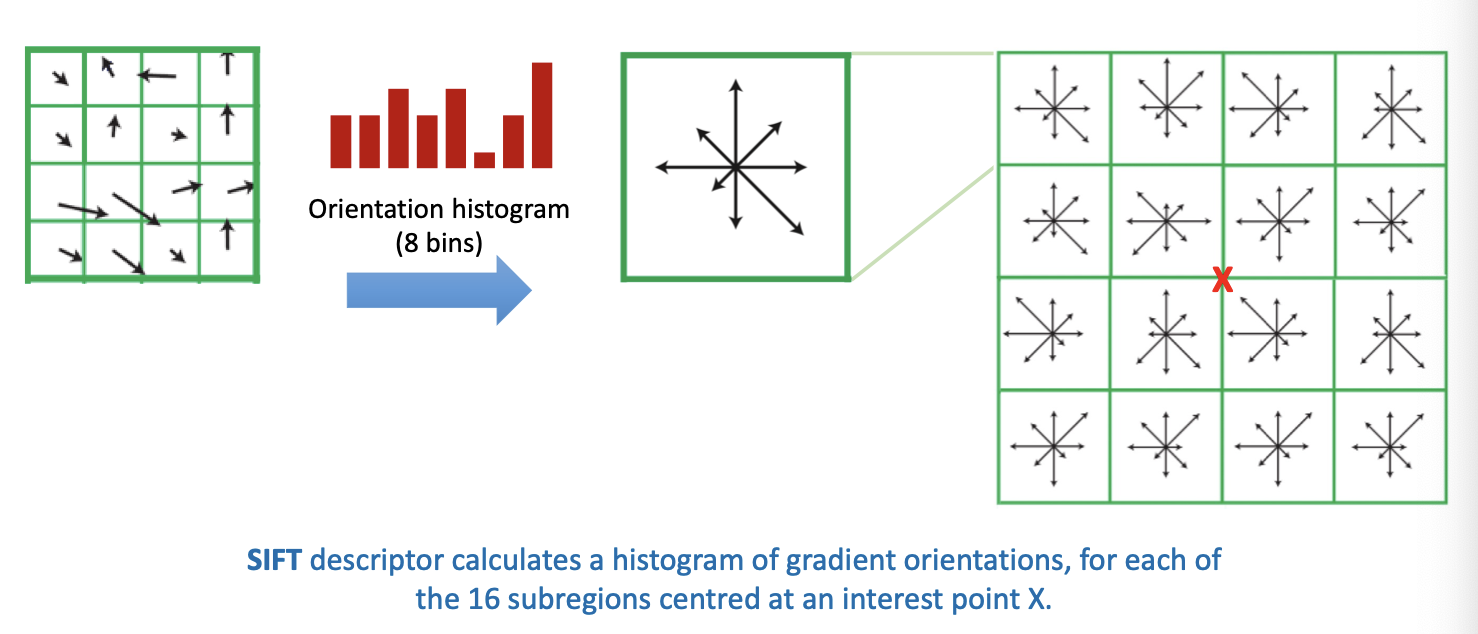 Orientation histogram
(8 bins)
X
SIFT descriptor calculates a histogram of gradient orientations, for each of
the 16 subregions centred at an interest point X.